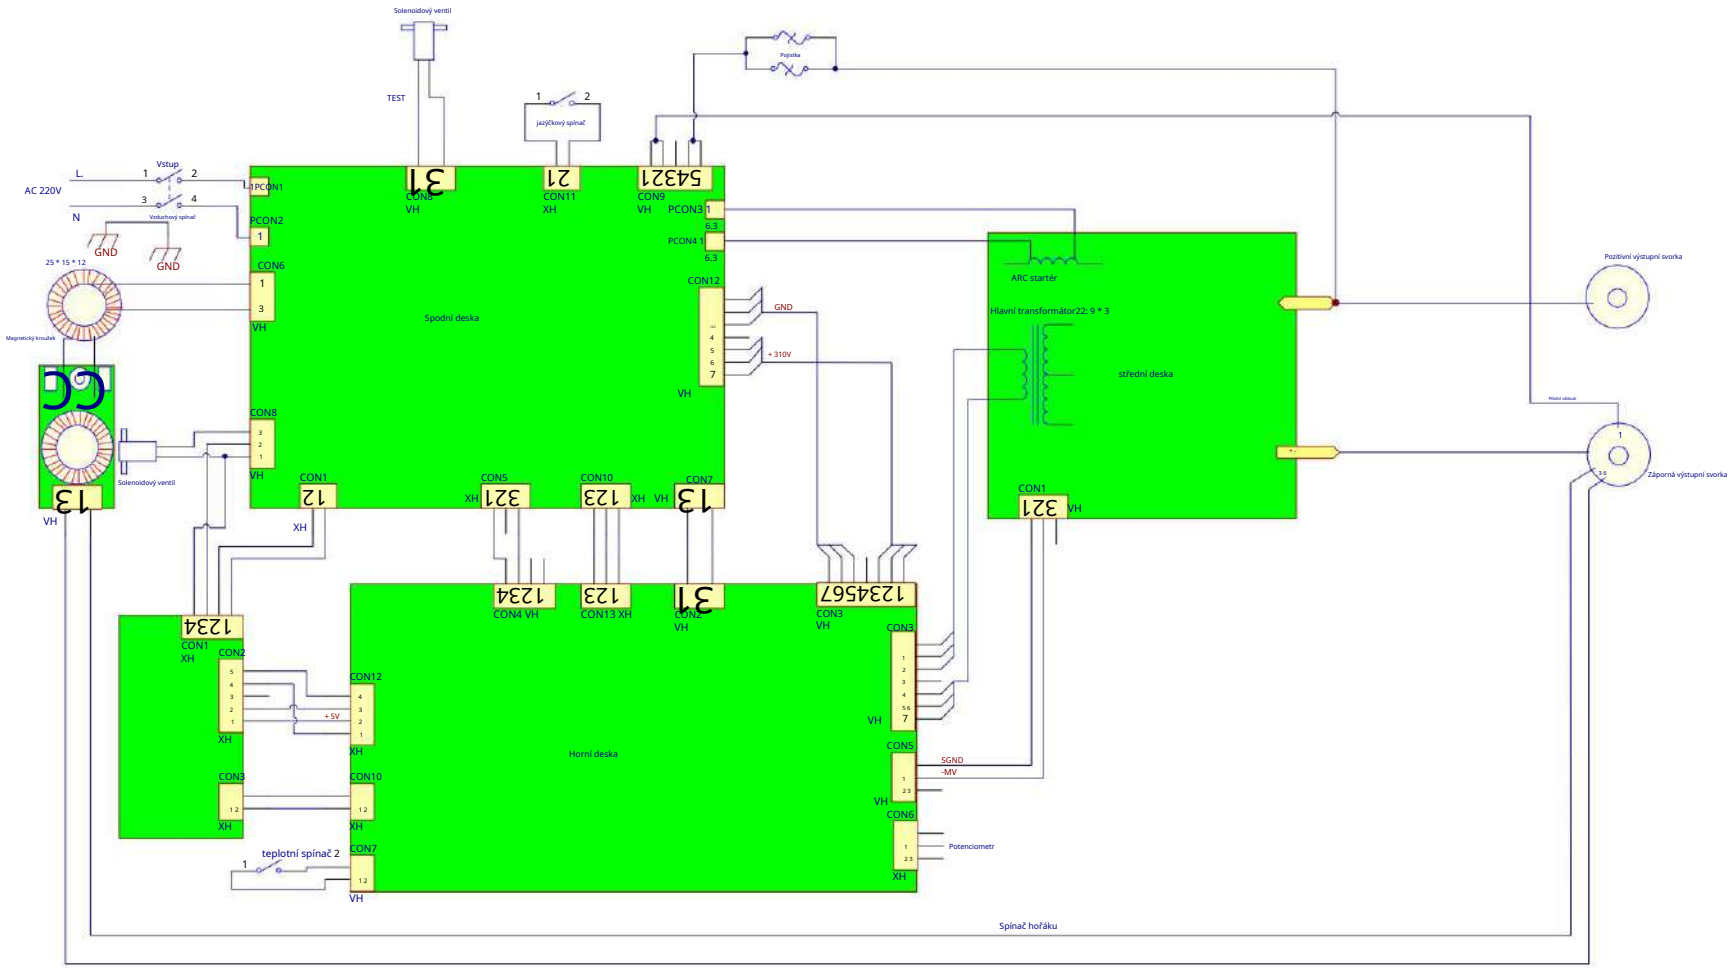 Solenoidový ventil
Pojistka
TEST
1 2
jazýčkový spínač
Vstup
L.
1 2
AC 220V
3 4
N
Vzduchový spínač
GND
GND
25 * 15 * 12
Magnetický kroužek
1PCON1
PCON2
1
CON6
1
3
VH
31
CON8
VH
21
CON11
XH
54321
CON9
VH
PCON3 1
6.3
PCON4 1
6.3
CON12
4
5
6
7
VH
GND
+ 310V
Spodní deska
ARC startér
Hlavní transformátor22: 9 * 3
střední deska
Pozitivní výstupní svorka
Pilotní oblouk
1
3 6
Záporná výstupní svorka
+ -
CON1
321
VH
CC
13
VH
Solenoidový ventil
CON8
3
2
1
VH
CON1
12
XH
CON5
XH 321
CON10
123 XH
CON7
VH 13
1234
CON4 VH
123
CON13 XH
31
CON2
VH
1234567
CON3
VH
CON3
1
2
3
4
5 6
7
VH
1234
CON1
XH
CON2
5
4
3
2
1
XH
+ 5V
CON12
4
3
2
1
XH
Horní deska
CON5
SGND
1
-MV
2 3
VH
CON3
1 2
XH
CON10
1 2
XH
CON6
1
2 3
XH
Potenciometr
teplotní spínač 2
1
CON7
1 2
VH
Spínač hořáku